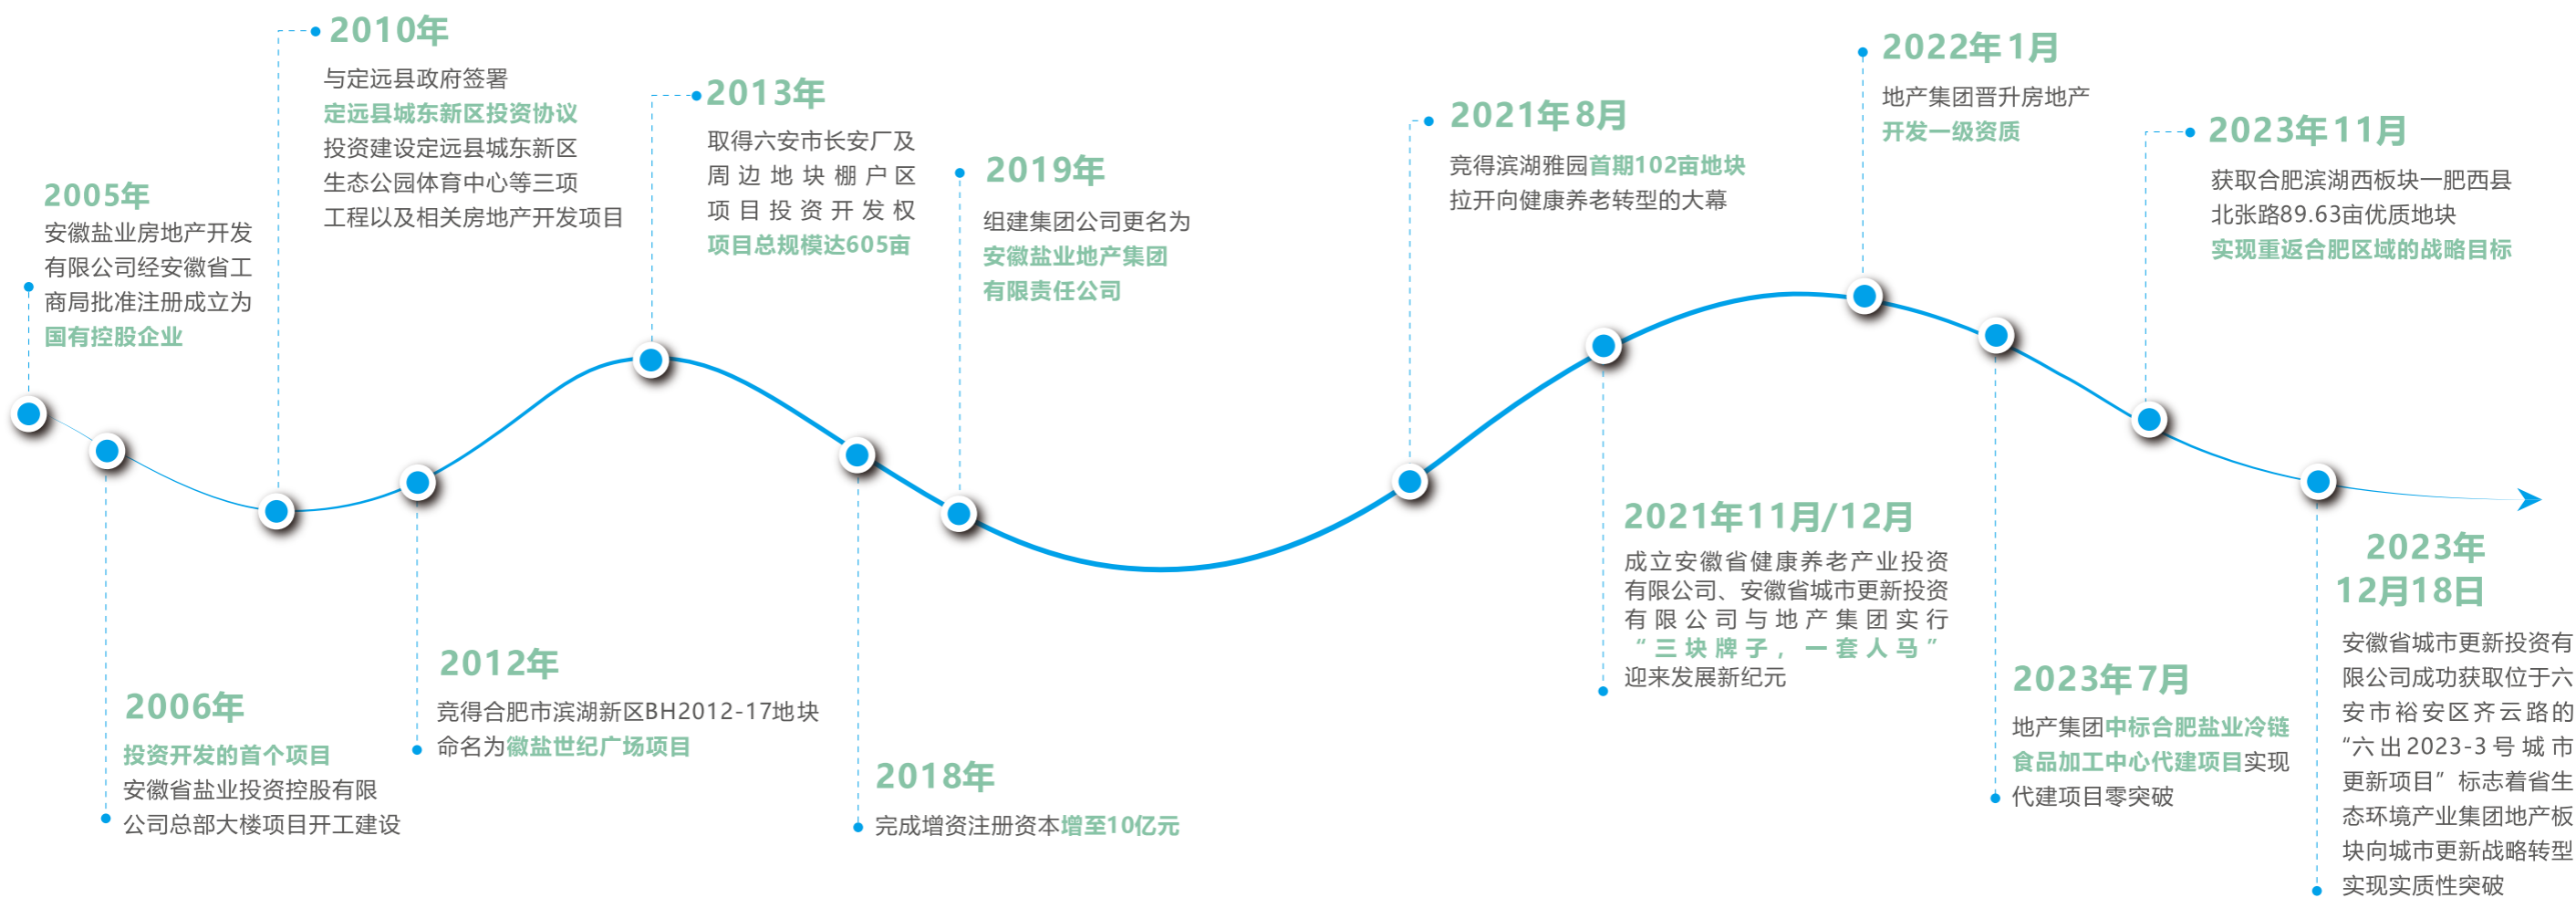 2005年
安徽盐业房地产开发
有限公司经安徽省工
商局批准注册成立为
国有控股企业
2006年
投资开发的首个项目
安徽省盐业投资控股有限
公司总部大楼项目开工建设
2010年
与定远县政府签署
定远县城东新区投资协议
投资建设定远县城东新区
生态公园体育中心等三项
工程以及相关房地产开发项目
2012年
竞得合肥市滨湖新区BH2012-17地块
命名为徽盐世纪广场项目
2013年
取得六安市长安厂及
周边地块棚户区
项目投资开发权
项目总规模达605亩
2018年
完成增资注册资本增至10亿元
2019年
组建集团公司更名为
安徽盐业地产集团
有限责任公司
2021年8月
竞得滨湖雅园首期102亩地块
拉开向健康养老转型的大幕
2021年11月/12月
成立安徽省健康养老产业投资
有限公司、安徽省城市更新投资
有限公司与地产集团实行
“三块牌子，一套人马”
迎来发展新纪元
2022年1月
地产集团晋升房地产
开发一级资质
2023年7月
地产集团中标合肥盐业冷链
食品加工中心代建项目实现
代建项目零突破
2023年11月
获取合肥滨湖西板块一肥西县
北张路89.63亩优质地块
实现重返合肥区域的战略目标
2023年
12月18日
安徽省城市更新投资有
限公司成功获取位于六
安市裕安区齐云路的
“六出2023-3号城市
更新项目”标志着省生
态环境产业集团地产板
块向城市更新战略转型
实现实质性突破